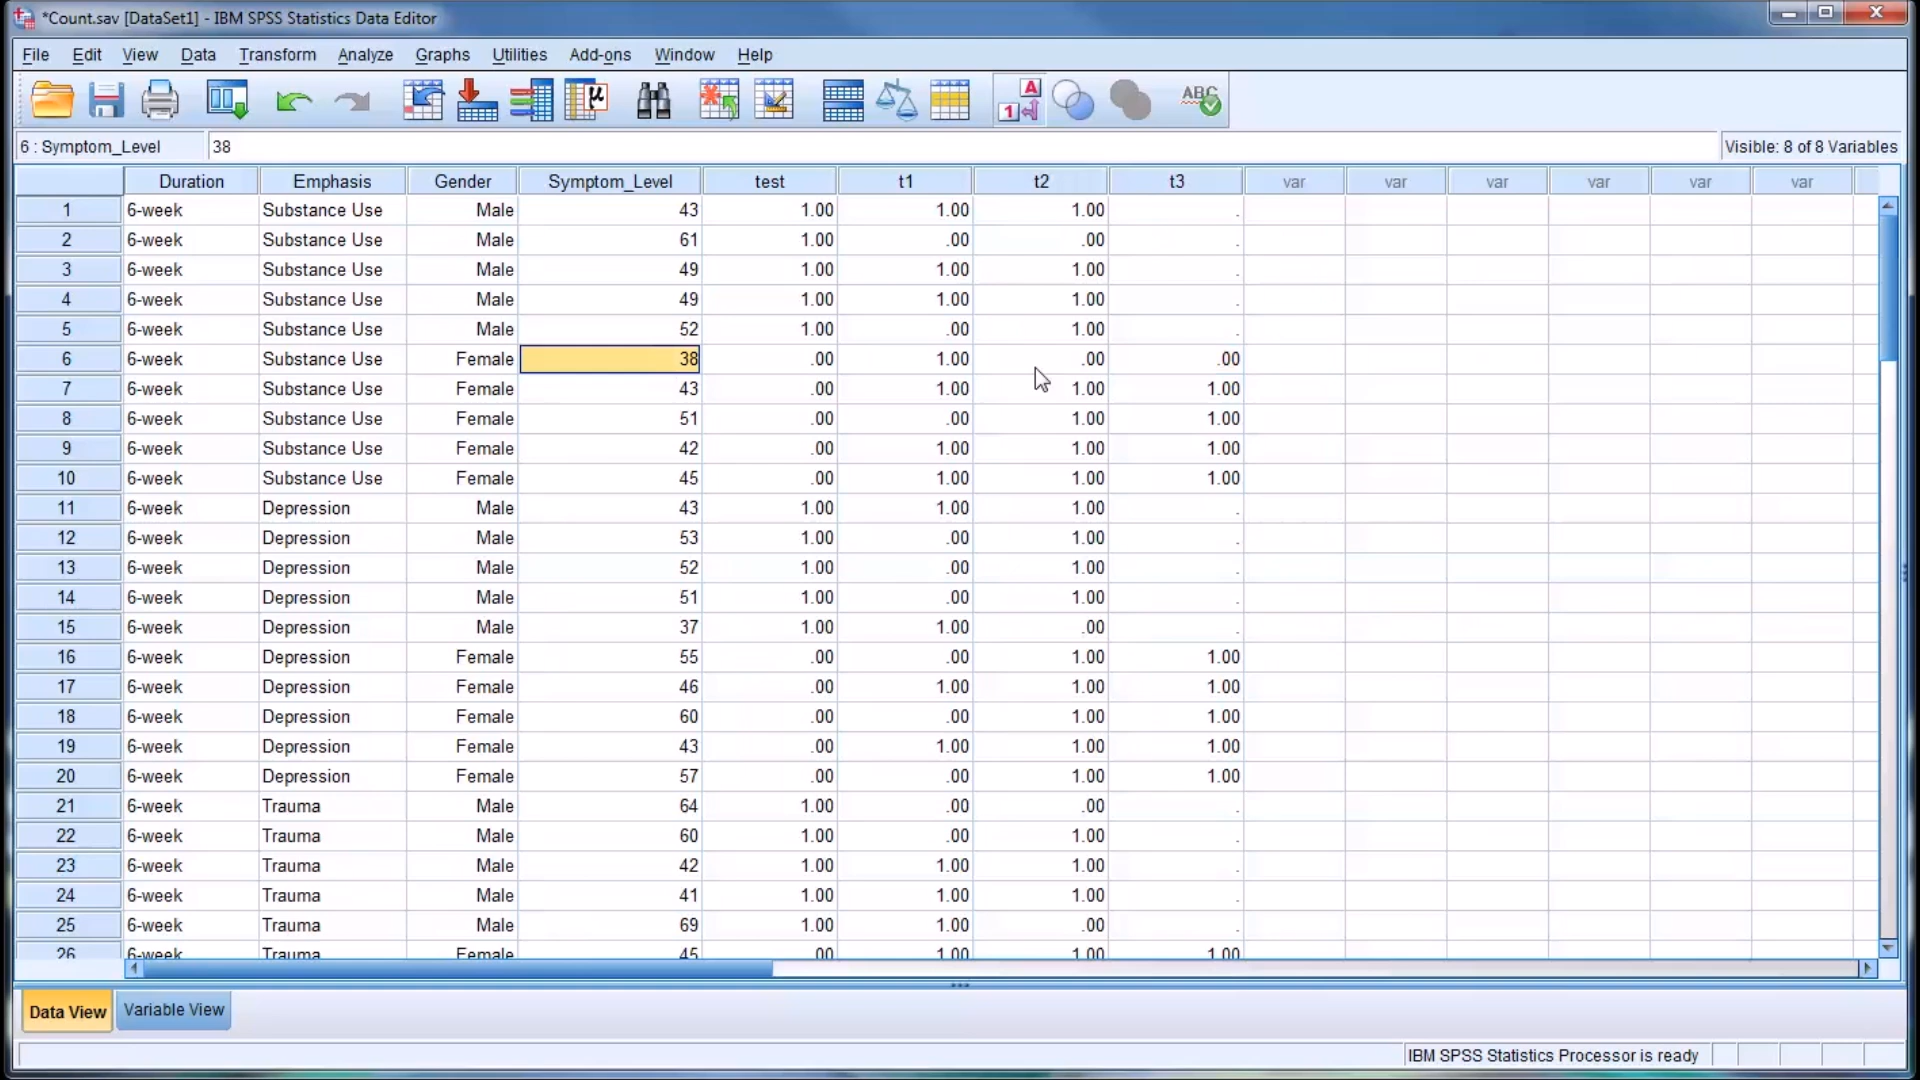 *Count.sav [DataSet1] - IBM SPSS Statistics Data Editor
File Edit View Data Transform Analyze Graphs Utilities Add-ons Window Help
6 : Symptom_Level 38 Visible: 8 of 8 Variables
Duration Emphasis Gender Symptom_Level test t1 t2 t3 var var var var var var
1 6-week Substance Use Male 43 1.00 1.00 1.00 .
2 6-week Substance Use Male 61 1.00 .00 .00 .
3 6-week Substance Use Male 49 1.00 1.00 1.00 .
4 6-week Substance Use Male 49 1.00 1.00 1.00 .
5 6-week Substance Use Male 52 1.00 .00 1.00 .
6 6-week Substance Use Female 38 .00 1.00 .00 .00
7 6-week Substance Use Female 43 .00 1.00 1.00 1.00
8 6-week Substance Use Female 51 .00 .00 1.00 1.00
9 6-week Substance Use Female 42 .00 1.00 1.00 1.00
10 6-week Substance Use Female 45 .00 1.00 1.00 1.00
11 6-week Depression Male 43 1.00 1.00 1.00 .
12 6-week Depression Male 53 1.00 .00 1.00 .
13 6-week Depression Male 52 1.00 .00 1.00 .
14 6-week Depression Male 51 1.00 .00 1.00 .
15 6-week Depression Male 37 1.00 1.00 .00 .
16 6-week Depression Female 55 .00 .00 1.00 1.00
17 6-week Depression Female 46 .00 1.00 1.00 1.00
18 6-week Depression Female 60 .00 .00 1.00 1.00
19 6-week Depression Female 43 .00 1.00 1.00 1.00
20 6-week Depression Female 57 .00 .00 1.00 1.00
21 6-week Trauma Male 64 1.00 .00 .00 .
22 6-week Trauma Male 60 1.00 .00 1.00 .
23 6-week Trauma Male 42 1.00 1.00 1.00 .
24 6-week Trauma Male 41 1.00 1.00 1.00 .
25 6-week Trauma Male 69 1.00 1.00 .00 .
26 6-week Trauma Female 45 .00 1.00 1.00 1.00
Data View Variable View
IBM SPSS Statistics Processor is ready